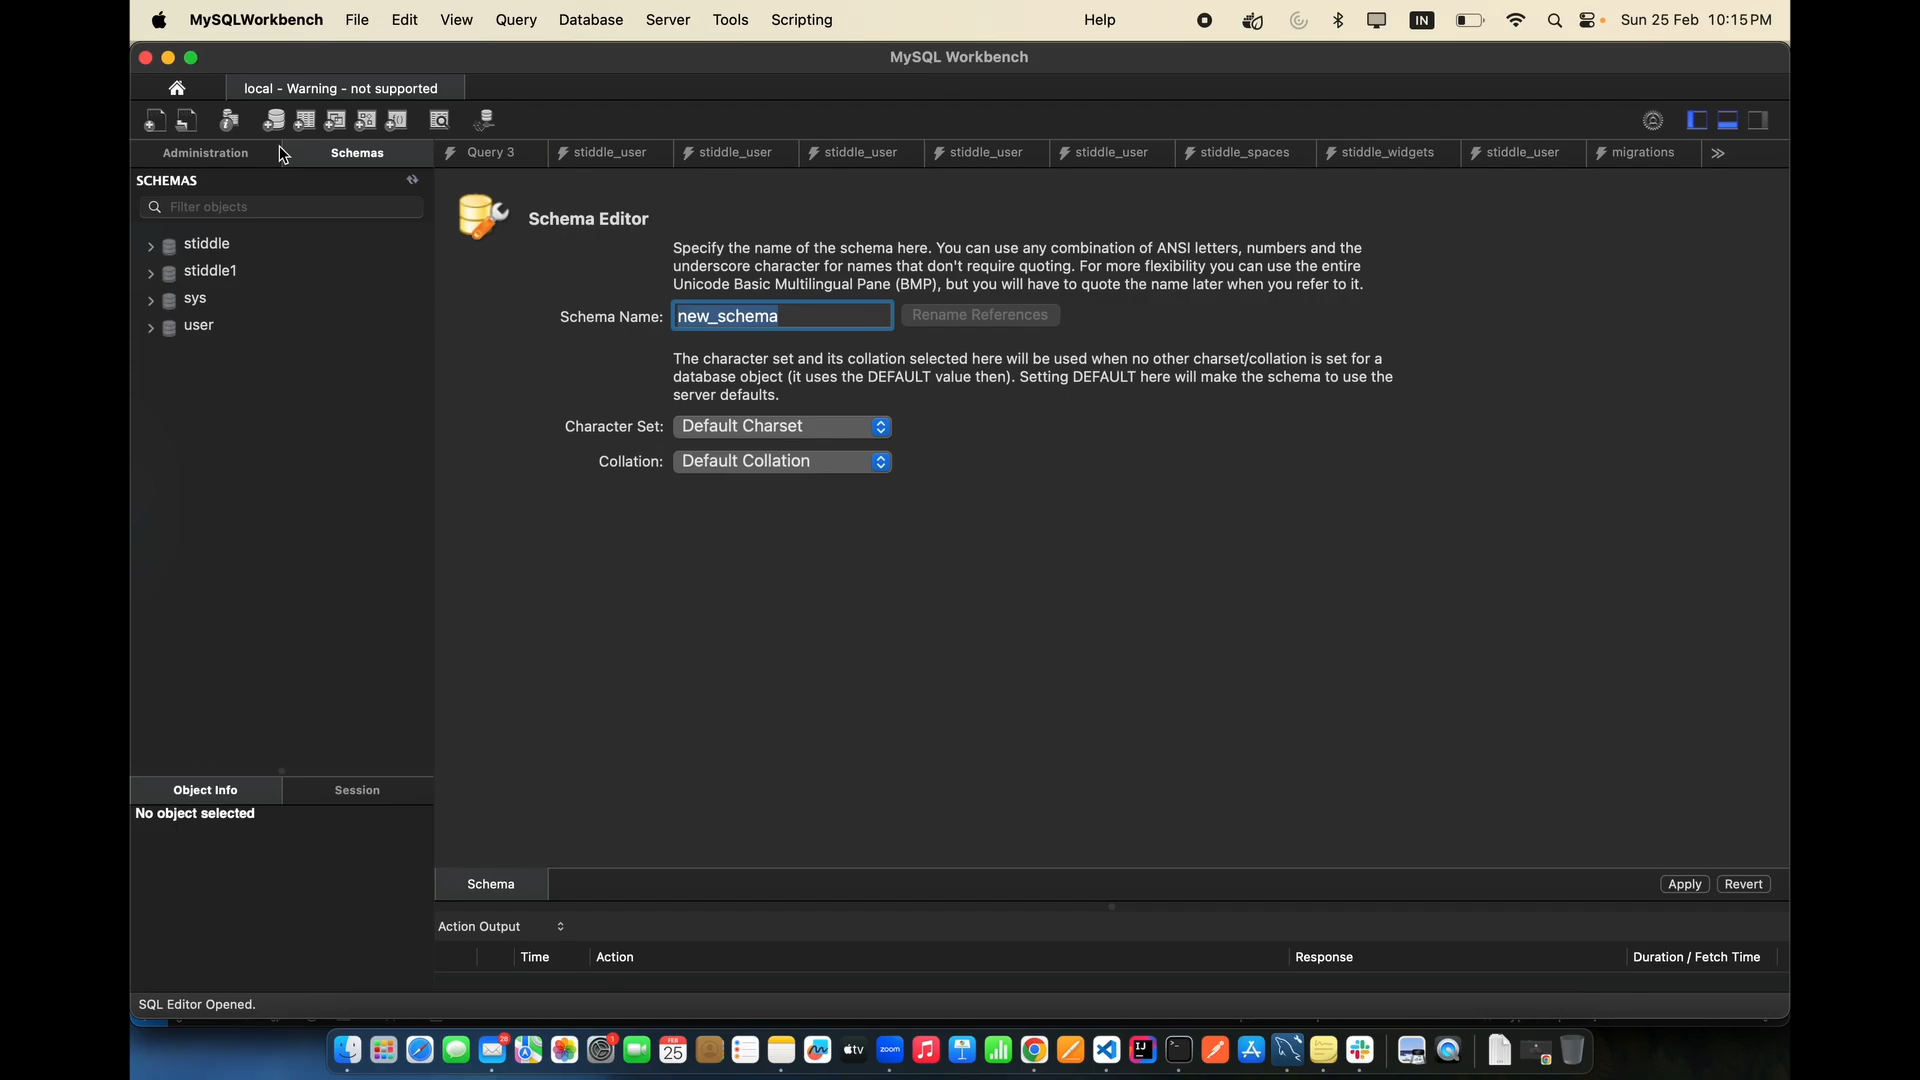 MySQLWorkbench File Edit View Query Database Server Tools Scripting Help IN Sun 25 Feb 10:15 PM
MySQL Workbench
local - Warning - not supported
Administration Schemas Query 3 stiddle_user stiddle_user stiddle_user stiddle_user stiddle_user stiddle_spaces stiddle_widgets stiddle_user migrations
SCHEMAS
Filter objects
stiddle
stiddle1
sys
user
Schema Editor
Specify the name of the schema here. You can use any combination of ANSI letters, numbers and the
underscore character for names that don't require quoting. For more flexibility you can use the entire
Unicode Basic Multilingual Pane (BMP), but you will have to quote the name later when you refer to it.
Schema Name: new_schema Rename References
The character set and its collation selected here will be used when no other charset/collation is set for a
database object (it uses the DEFAULT value then). Setting DEFAULT here will make the schema to use the
server defaults.
Character Set: Default Charset
Collation: Default Collation
Object Info Session
No object selected
Schema Apply Revert
Action Output
Time Action Response Duration / Fetch Time
SQL Editor Opened.
28 1 FEB 25 tv zoom IJ